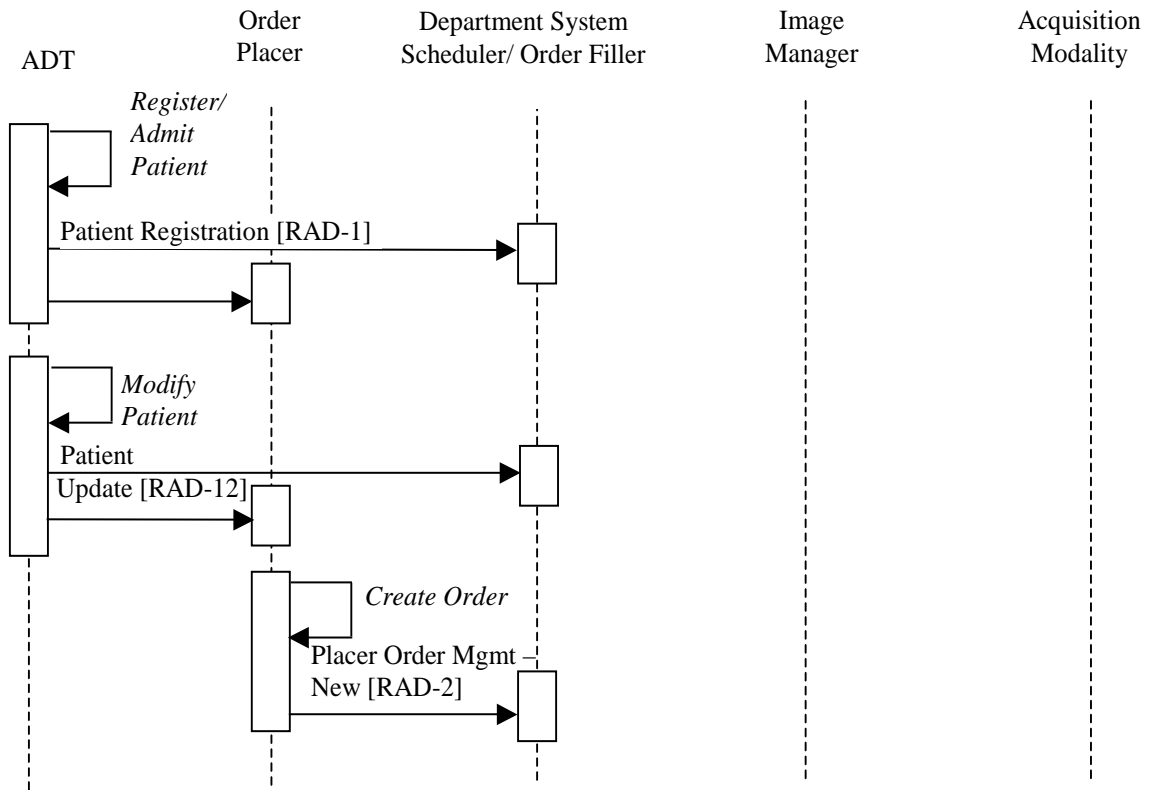 ADT
Order
Placer
Department System
Scheduler/ Order Filler
Image
Manager
Acquisition
Modality
Register/
Admit
Patient
Patient Registration [RAD-1]
Modify
Patient
Patient
Update [RAD-12]
Create Order
Placer Order Mgmt –
New [RAD-2]